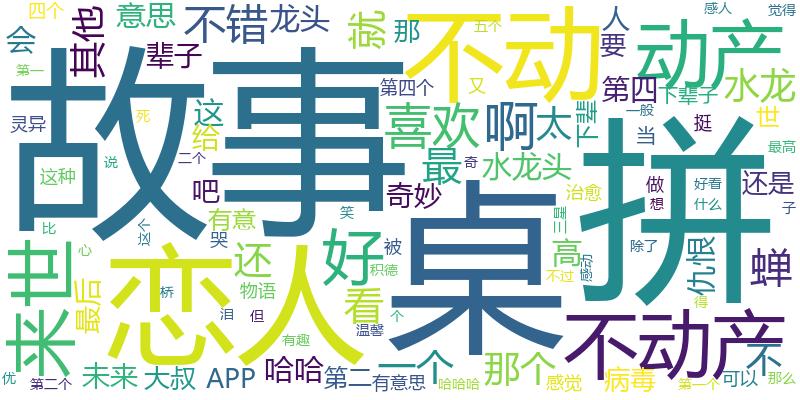 四个
意思
不错
龙头
就
那
不动
五个
感人
觉得
会
其他
辈子
人
要
动产
第一
故事
第四个
又
第四
下辈子
水龙
灵异
死
这
给
喜欢
啊
太
下辈
当
一般
挺
世
最高
这种
说
二个
最
水龙头
奇
拼
做
想
好看
什么
还是
子
吧
奇妙
治愈
比
这个
有意
笑
桌
三星
来世
心
恋人
哭
还
好
被
高
感动
除了
仇恨
蝉
最后
桥
物语
积德
看
不过
得
泪
但
有趣
温馨
个
不动产
优
第二个
未来
大叔
APP
哈哈
第二
有意思
一个
哈哈哈
那个
感觉
病毒
第一个
可以
不
那么